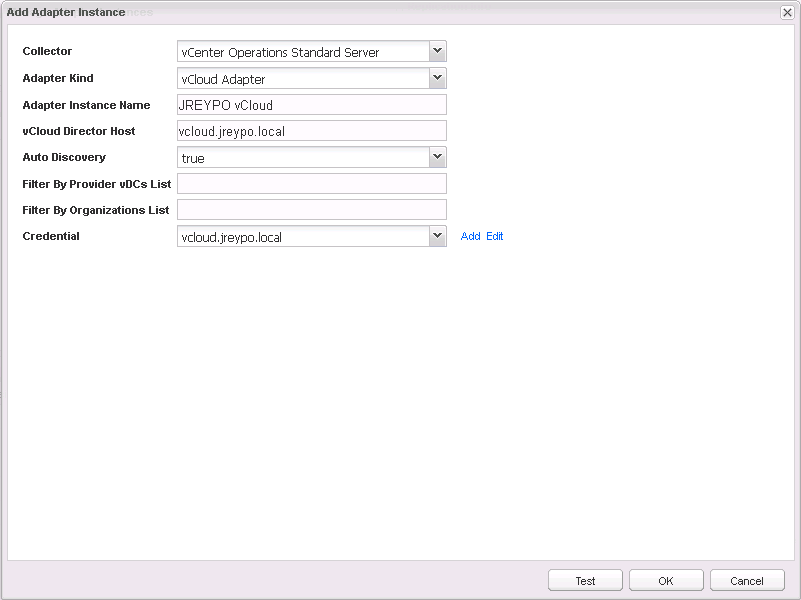 Add Adapter Instance
Collector vCenter Operations Standard Server
Adapter Kind vCloud Adapter
Adapter Instance Name JREYPO vCloud
vCloud Director Host vcloud.jreypo.local
Auto Discovery true
Filter By Provider vDCs List
Filter By Organizations List
Credential vcloud.jreypo.local Add Edit
Test OK Cancel